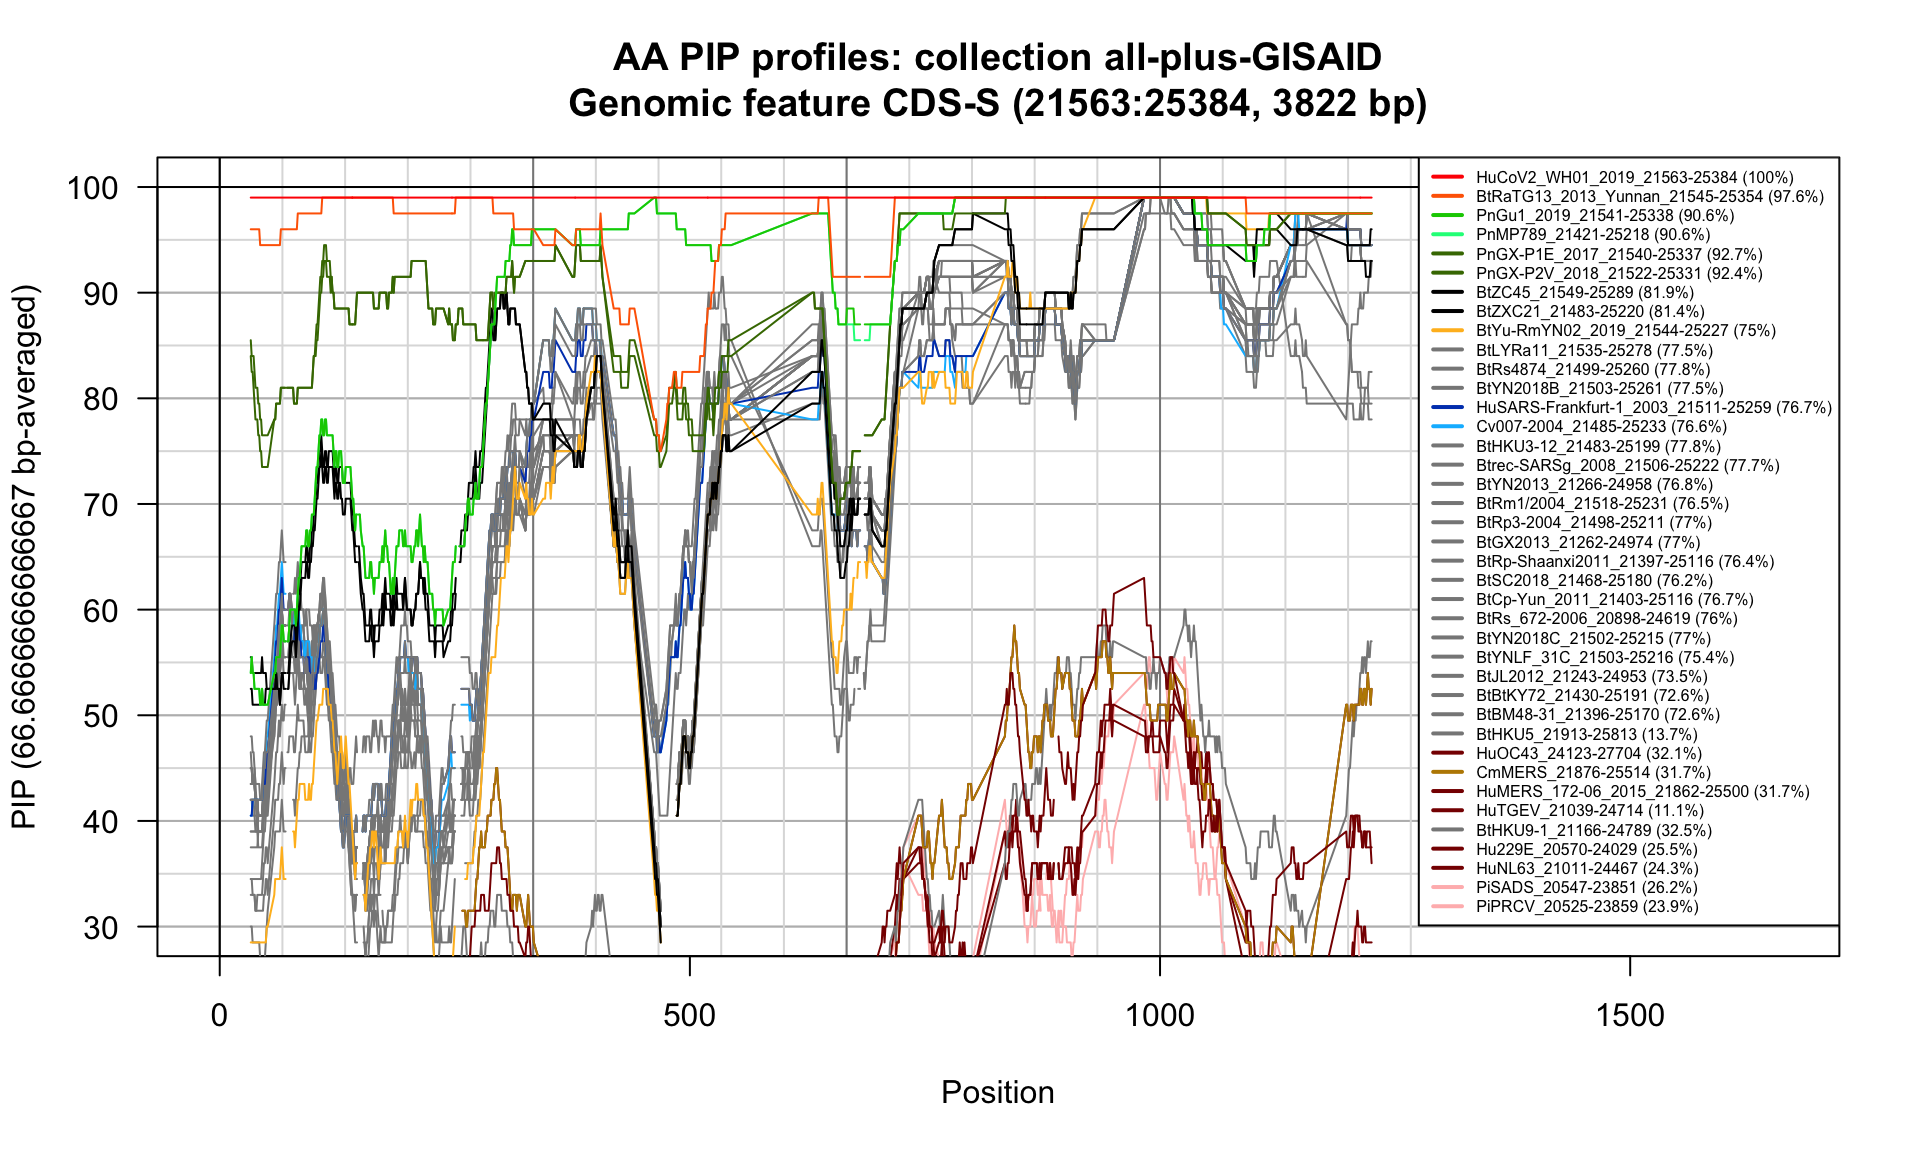 AA PIP profiles: collection all-plus-GISAID
Genomic feature CDS-S (21563:25384, 3822 bp)
PIP (66.6666666666667 bp-averaged)
100
90
80
70
60
50
40
30
0
500
1000
1500
Position
HuCoV2_WH01_2019_21563-25384 (100%)
BtRaTG13_2013_Yunnan_21545-25354 (97.6%)
PnGu1_2019_21541-25338 (90.6%)
PnMP789_21421-25218 (90.6%)
PnGX-P1E_2017_21540-25337 (92.7%)
PnGX-P2V_2018_21522-25331 (92.4%)
BtZC45_21549-25289 (81.9%)
BtZXC21_21483-25220 (81.4%)
BtYu-RmYN02_2019_21544-25227 (75%)
BtLYRa11_21535-25278 (77.5%)
BtRs4874_21499-25260 (77.8%)
BtYN2018B_21503-25261 (77.5%)
HuSARS-Frankfurt-1_2003_21511-25259 (76.7%)
Cv007-2004_21485-25233 (76.6%)
BtHKU3-12_21483-25199 (77.8%)
Btrec-SARSg_2008_21506-25222 (77.7%)
BtYN2013_21266-24958 (76.8%)
BtRm1/2004_21518-25231 (76.5%)
BtRp3-2004_21498-25211 (77%)
BtGX2013_21262-24974 (77%)
BtRp-Shaanxi2011_21397-25116 (76.4%)
BtSC2018_21468-25180 (76.2%)
BtCp-Yun_2011_21403-25116 (76.7%)
BtRs_672-2006_20898-24619 (76%)
BtYN2018C_21502-25215 (77%)
BtYNLF_31C_21503-25216 (75.4%)
BtJL2012_21243-24953 (73.5%)
BtBtKY72_21430-25191 (72.6%)
BtBM48-31_21396-25170 (72.6%)
BtHKU5_21913-25813 (13.7%)
HuOC43_24123-27704 (32.1%)
CmMERS_21876-25514 (31.7%)
HuMERS_172-06_2015_21862-25500 (31.7%)
HuTGEV_21039-24714 (11.1%)
BtHKU9-1_21166-24789 (32.5%)
Hu229E_20570-24029 (25.5%)
HuNL63_21011-24467 (24.3%)
PiSADS_20547-23851 (26.2%)
PiPRCV_20525-23859 (23.9%)